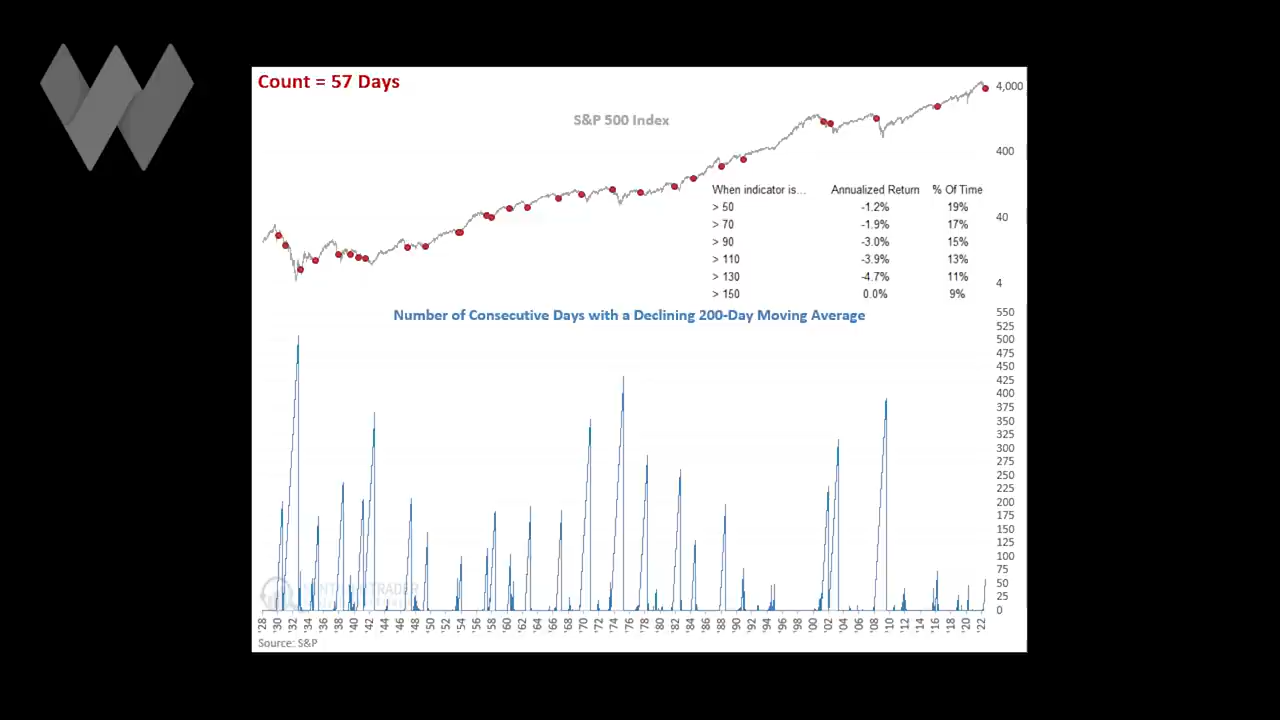 Count = 57 Days
S&P 500 Index
4,000
400
40
4
When indicator is... Annualized Return % Of Time
> 50 -1.2% 19%
> 70 -1.9% 17%
> 90 -3.0% 15%
> 110 -3.9% 13%
> 130 -4.7% 11%
> 150 0.0% 9%
Number of Consecutive Days with a Declining 200-Day Moving Average
550
525
500
475
450
425
400
375
350
325
300
275
250
225
200
175
150
125
100
75
50
25
0
'28 '30 '32 '34 '36 '38 '40 '42 '44 '46 '48 '50 '52 '54 '56 '58 '60 '62 '64 '66 '68 '70 '72 '74 '76 '78 '80 '82 '84 '86 '88 '90 '92 '94 '96 '98 '00 '02 '04 '06 '08 '10 '12 '14 '16 '18 '20 '22
Source: S&P